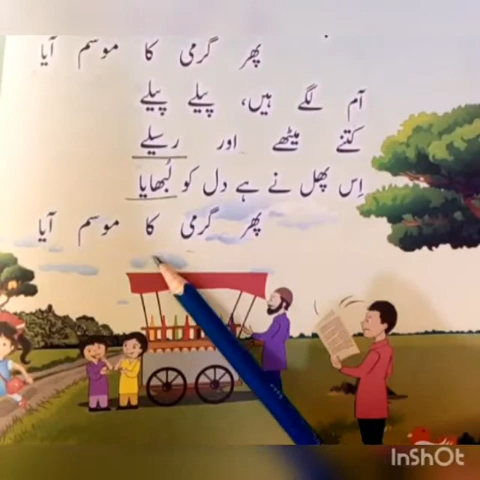 پھر گرمی کا موسم آیا
آم لگے ہیں، پیلے پیلے
کتنے میٹھے اور رسیلے
اِس پھل نے ہے دل کو لُبھایا
پھر گرمی کا موسم آیا
InShOt